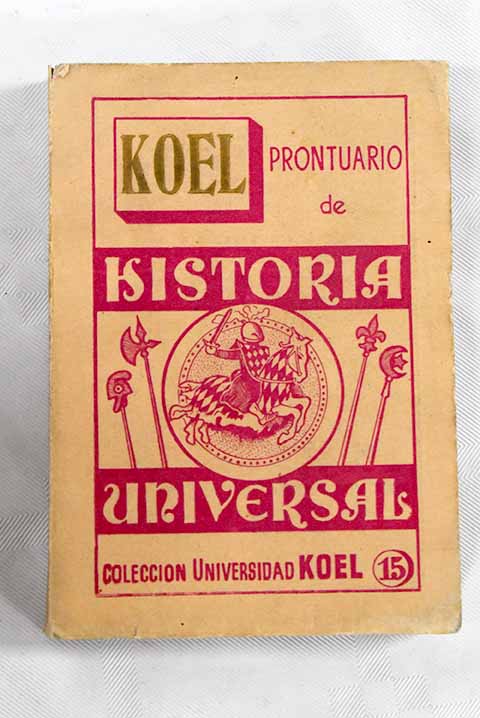 KOEL
PRONTUARIO
de
HISTORIA
UNIVERSAL
COLECCION UNIVERSIDAD KOEL 15